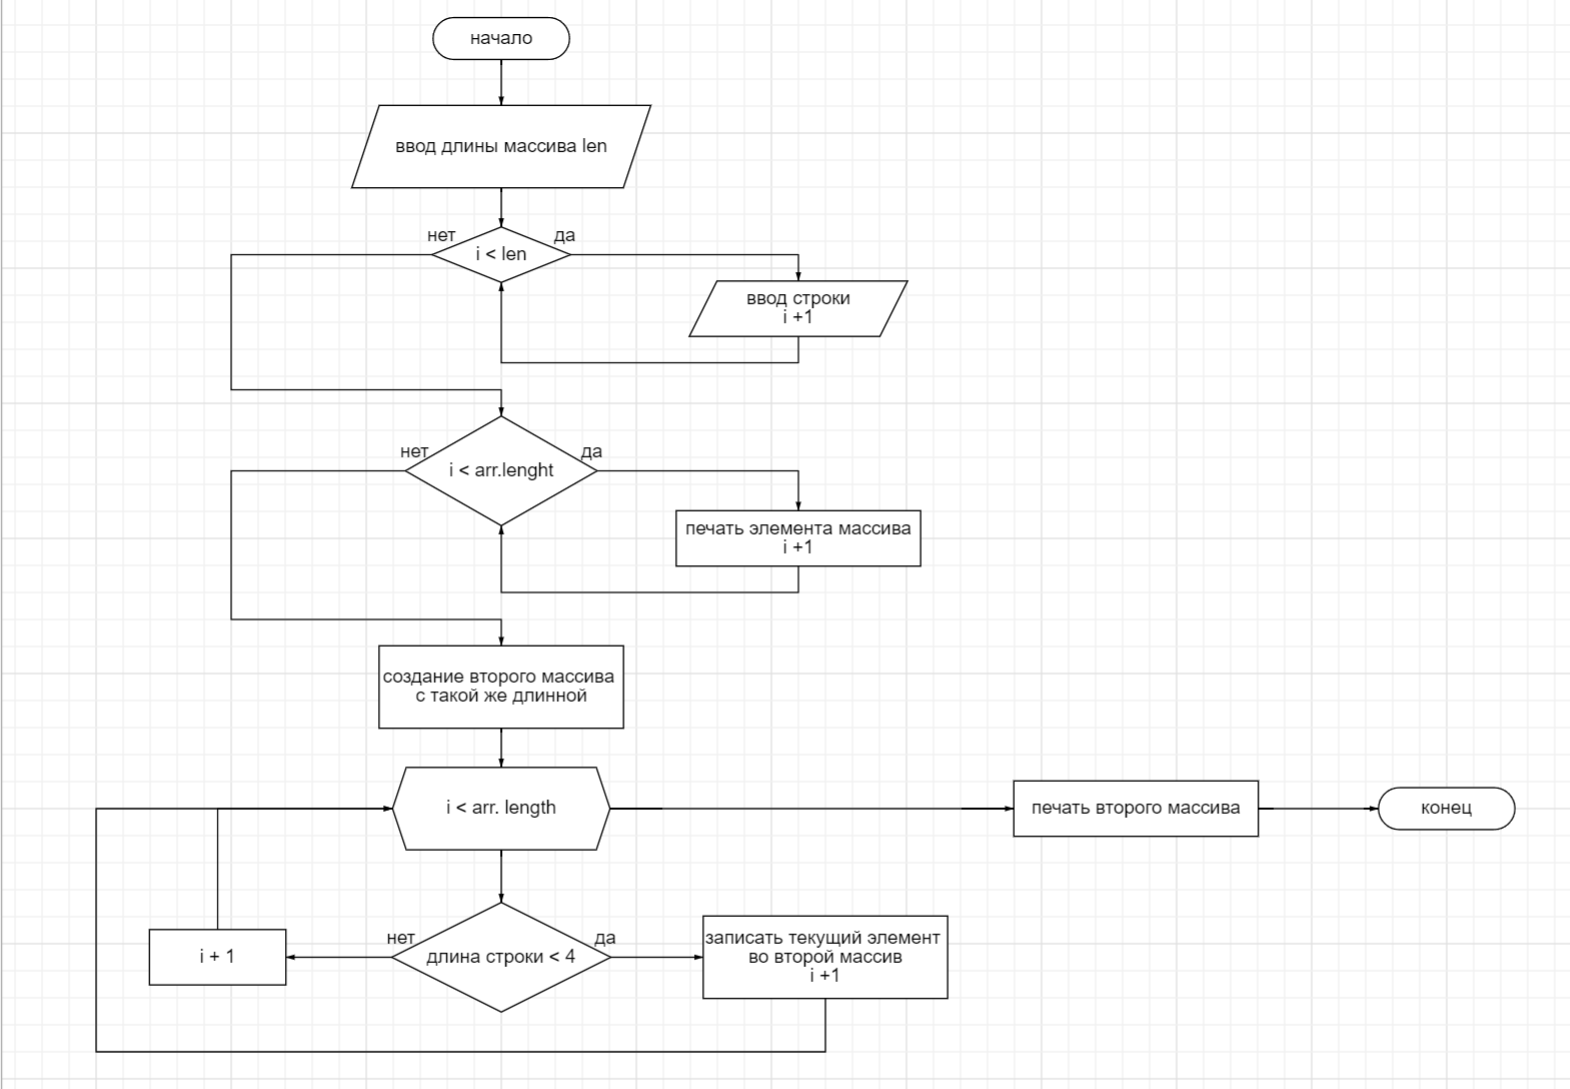 начало
ввод длины массива len
нет
да
i < len
ввод строки
i +1
нет
да
i < arr.lenght
печать элемента массива
i +1
создание второго массива
с такой же длинной
i < arr. length
печать второго массива
конец
нет
да
i + 1
длина строки < 4
записать текущий элемент
во второй массив
i +1